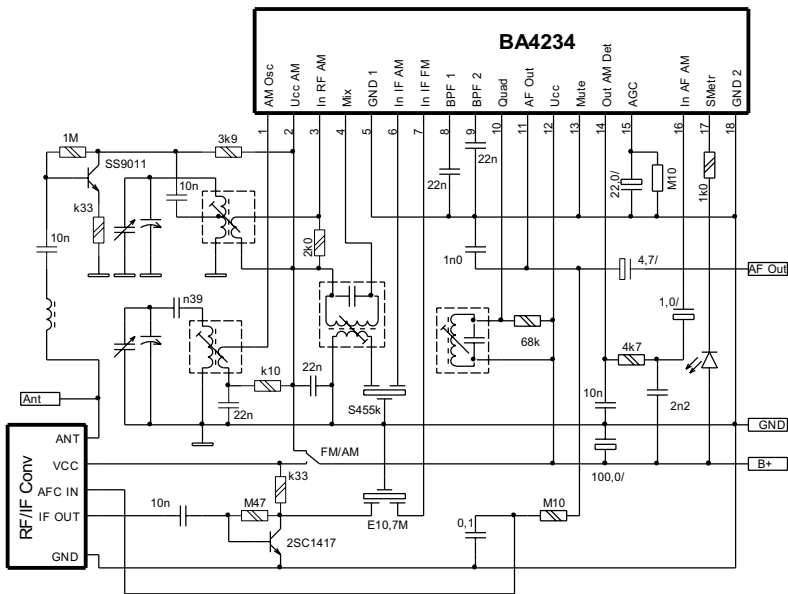 BA4234
AM Osc
Ucc AM
In RF AM
Mix
GND 1
In IF AM
In IF FM
BPF 1
BPF 2
Quad
AF Out
Ucc
Mute
Out AM Det
AGC
In AF AM
SMetr
GND 2
1
2
3
4
5
6
7
8
9
10
11
12
13
14
15
16
17
18
1M
3k9
SS9011
10n
22n
22n
22,0/
M10
1k0
k33
10n
2k0
1n0
4,7/
AF Out
n39
1,0/
68k
4k7
k10
22n
22n
S455k
10n
2n2
Ant
GND
100,0/
FM/AM
B+
RF/IF Conv
ANT
VCC
AFC IN
IF OUT
GND
k33
10n
M47
E10,7M
M10
0,1
2SC1417